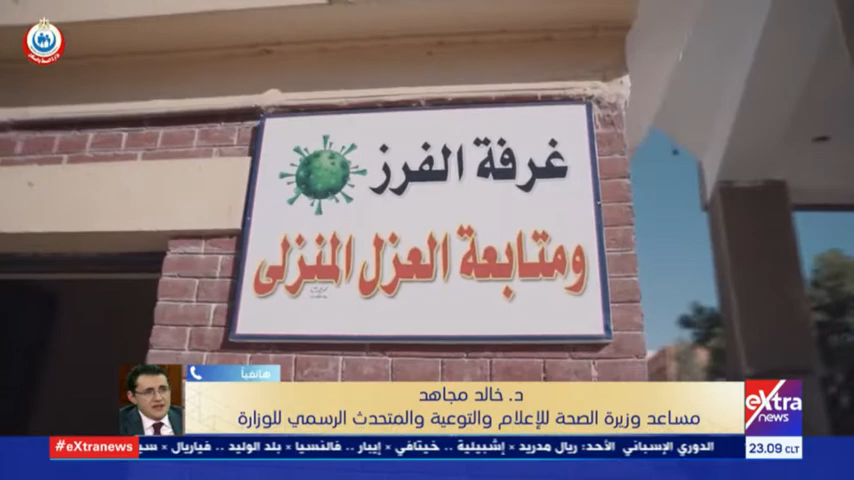 غرفة الفرز
ومتابعة العزل المنزلى
هاتفياً
د. خالد مجاهد
مساعد وزيرة الصحة للإعلام والتوعية والمتحدث الرسمي للوزارة
eXtra
news
#eXtranews
الدوري الإسباني الأحد: ريال مدريد .. إشبيلية .. خيتافي .. إيبار .. فالنسيا .. بلد الوليد .. فياريال .. سي
23.09 CLT